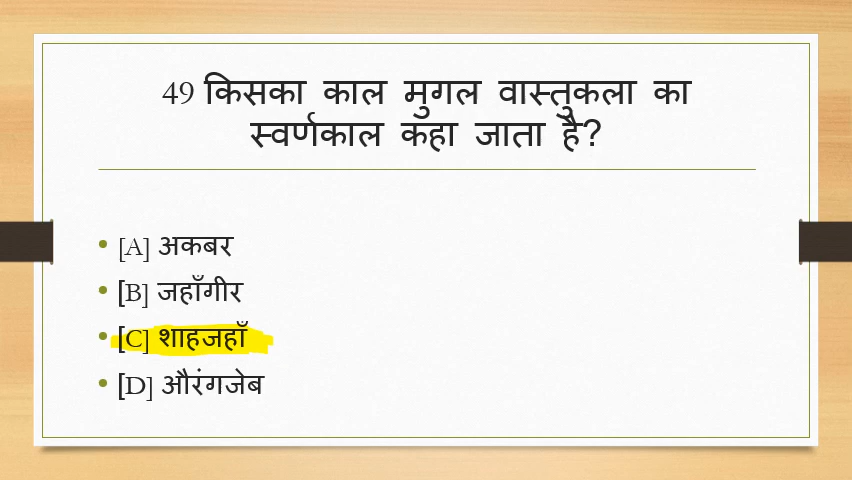 49 किसका काल मुगल वास्तुकला का
स्वर्णकाल कहा जाता है?
[A] अकबर
[B] जहाँगीर
[C] शाहजहाँ
[D] औरंगजेब